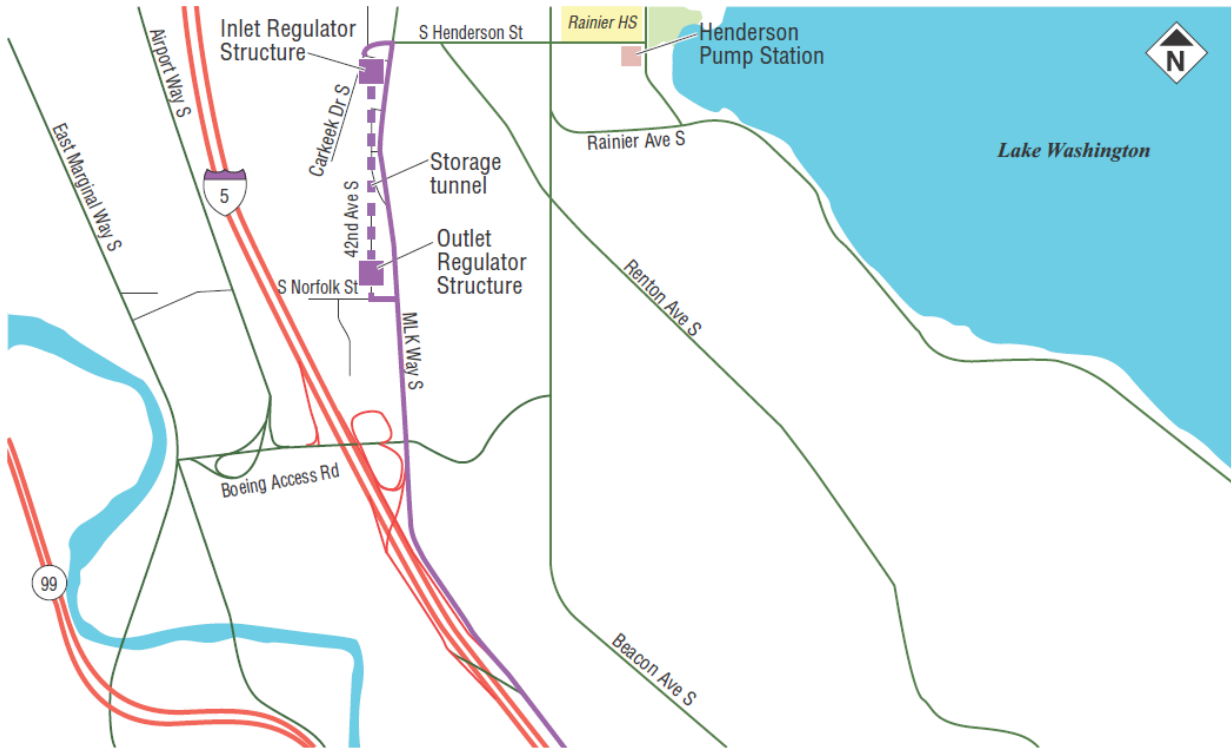 Inlet Regulator
Structure
S Henderson St
Rainier HS
Henderson
Pump Station
N
Airport Way S
Carkeek Dr S
East Marginal Way S
Rainier Ave S
Lake Washington
Storage
tunnel
5
42nd Ave S
Outlet
Regulator
Structure
S Norfolk St
Renton Ave S
MLK Way S
Boeing Access Rd
99
Beacon Ave S